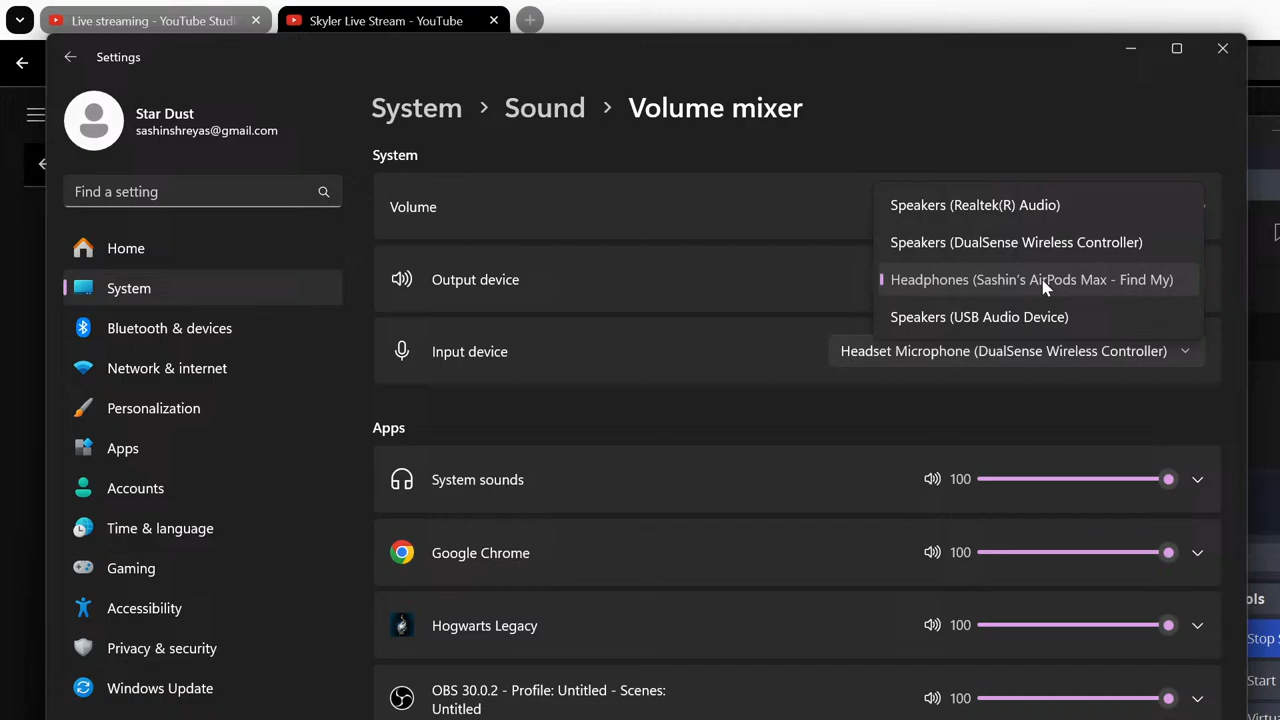 Live streaming - YouTube Studi
Skyler Live Stream - YouTube
Settings
Star Dust
sashinshreyas@gmail.com
Find a setting
Home
System
Bluetooth & devices
Network & internet
Personalization
Apps
Accounts
Time & language
Gaming
Accessibility
Privacy & security
Windows Update
System > Sound > Volume mixer
System
Volume
Speakers (Realtek(R) Audio)
Speakers (DualSense Wireless Controller)
Output device
Headphones (Sashin's AirPods Max - Find My)
Speakers (USB Audio Device)
Input device
Headset Microphone (DualSense Wireless Controller)
Apps
System sounds
100
Google Chrome
100
Hogwarts Legacy
100
OBS 30.0.2 - Profile: Untitled - Scenes:
Untitled
100
ols
Stop S
Start
Virtu